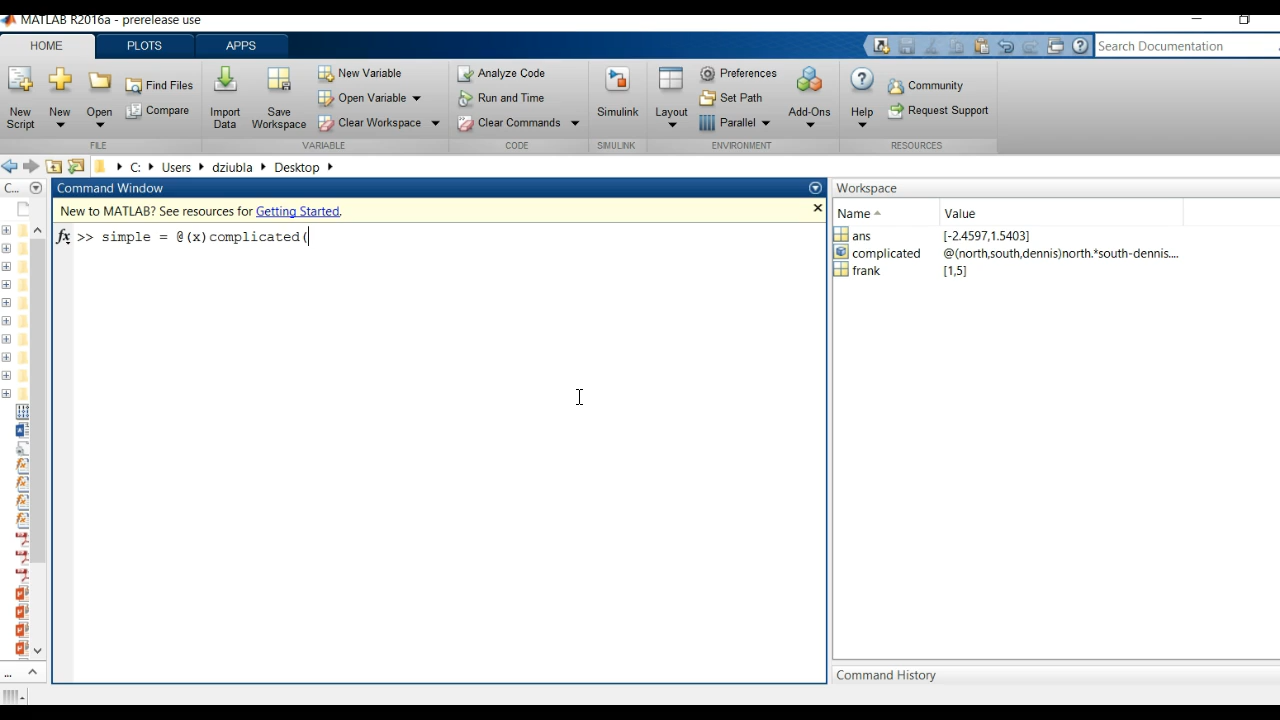 MATLAB R2016a - prerelease use
HOME PLOTS APPS
Search Documentation
New Script
New
Open
Find Files
Compare
FILE
Import Data
Save Workspace
New Variable
Open Variable
Clear Workspace
VARIABLE
Analyze Code
Run and Time
Clear Commands
CODE
Simulink
SIMULINK
Layout
Preferences
Set Path
Parallel
Add-Ons
ENVIRONMENT
Help
Community
Request Support
RESOURCES
C: Users dziubla Desktop
C...
Command Window
New to MATLAB? See resources for Getting Started.
fx >> simple = @(x)complicated(
Workspace
Name Value
ans [-2.4597,1.5403]
complicated @(north,south,dennis)north.*south-dennis....
frank [1,5]
...
Command History